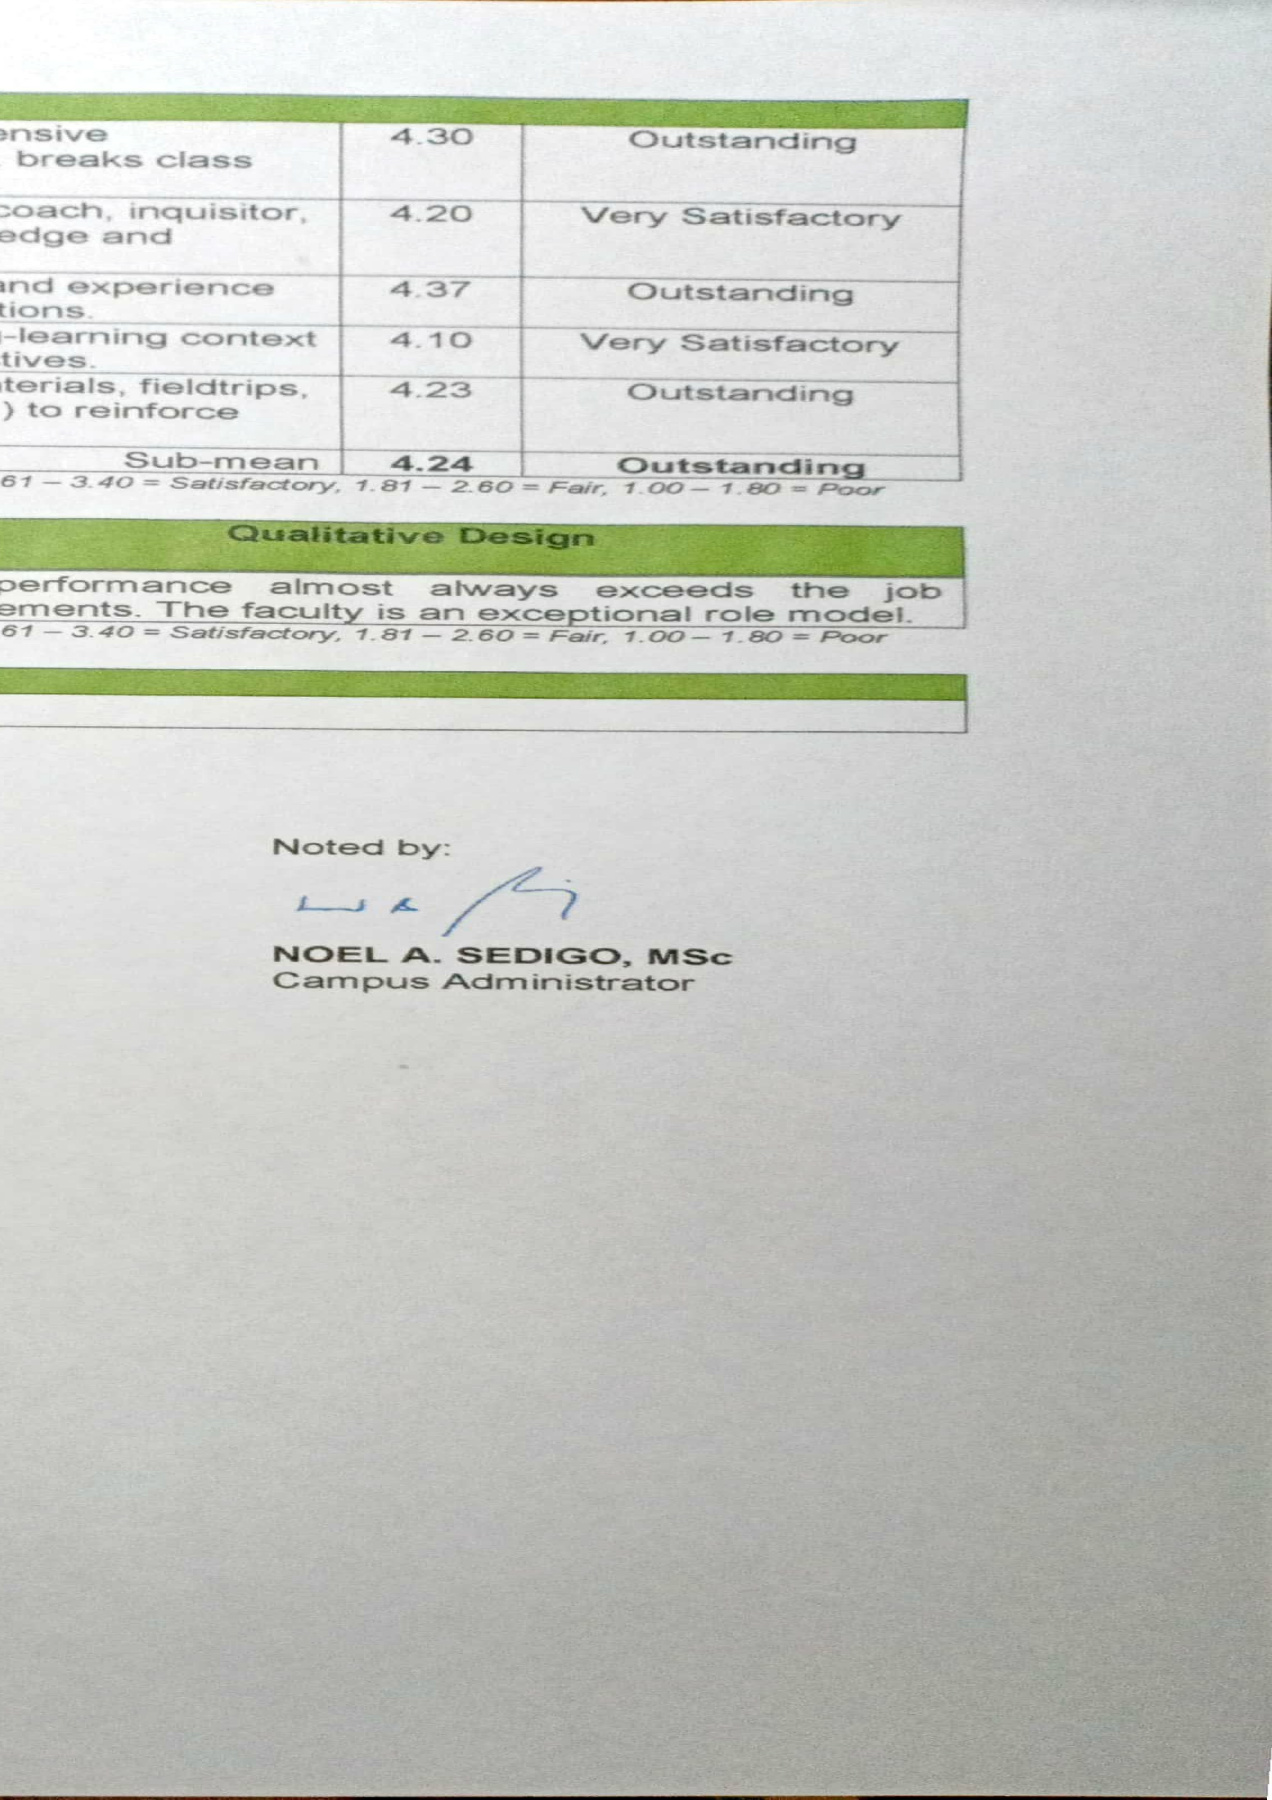 ensive 4.30 Outstanding
breaks class
coach, inquisitor, 4.20 Very Satisfactory
edge and
and experience 4.37 Outstanding
tions.
-learning context 4.10 Very Satisfactory
tives.
terials, fieldtrips, 4.23 Outstanding
) to reinforce
Sub-mean 4.24 Outstanding
61 – 3.40 = Satisfactory, 1.81 – 2.60 = Fair, 1.00 – 1.80 = Poor
Qualitative Design
performance almost always exceeds the job
ements. The faculty is an exceptional role model.
61 – 3.40 = Satisfactory, 1.81 – 2.60 = Fair, 1.00 – 1.80 = Poor
Noted by:
NOEL A. SEDIGO, MSc
Campus Administrator